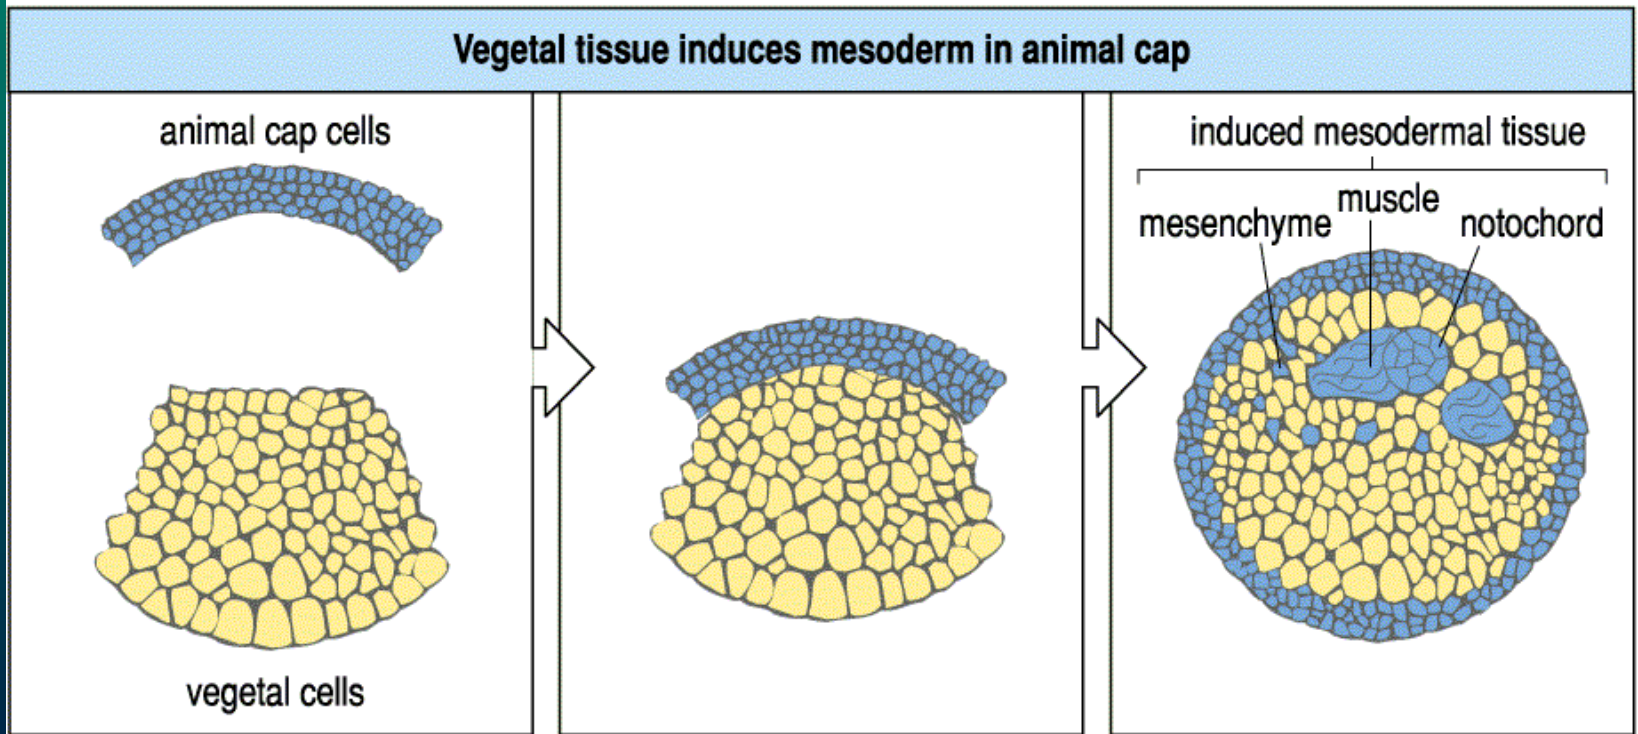 Vegetal tissue induces mesoderm in animal cap
animal cap cells
vegetal cells
induced mesodermal tissue
mesenchyme
muscle
notochord